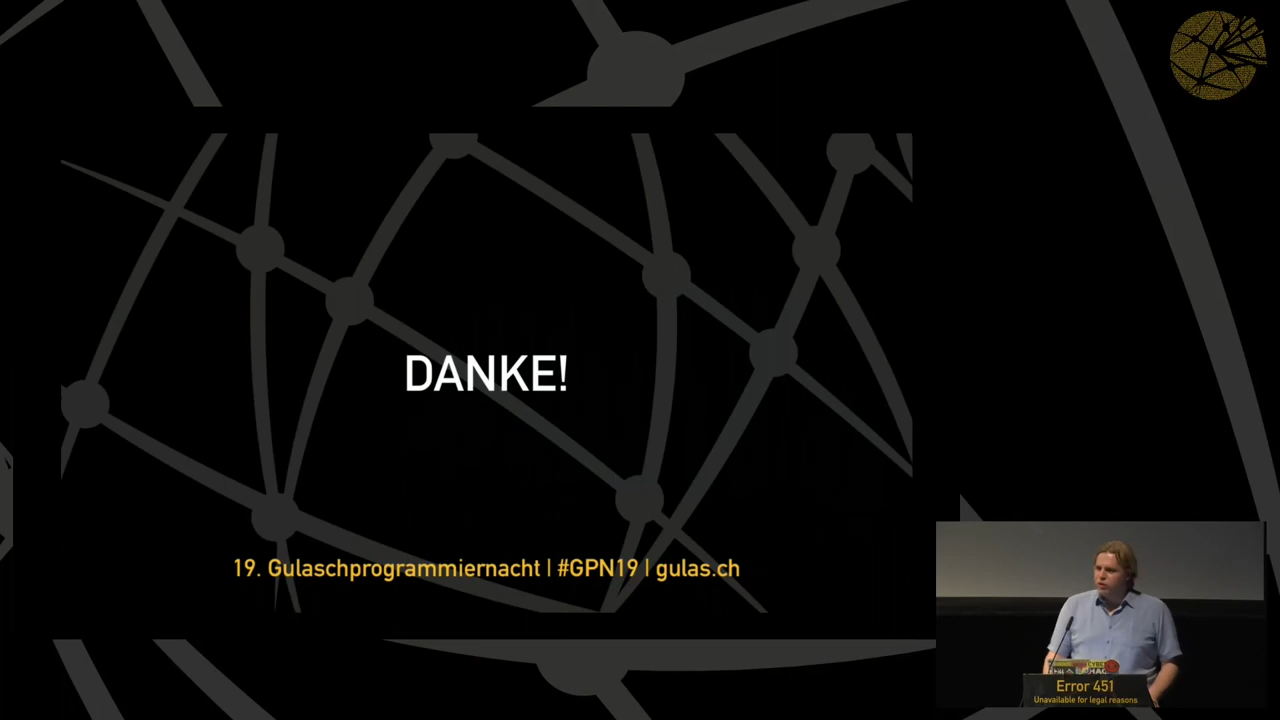 DANKE!
19. Gulaschprogrammiernacht | #GPN19 | gulas.ch
Error 451
Unavailable for legal reasons